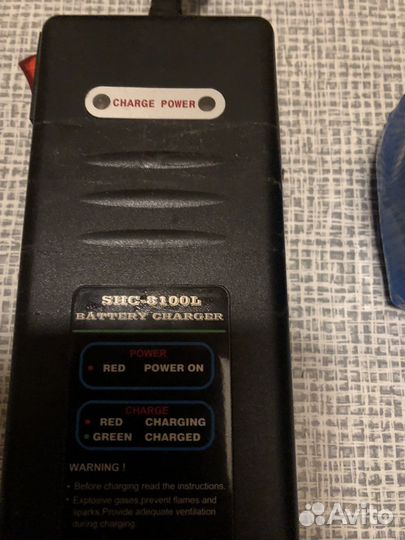 CHARGE POWER
SHC-8100L
BATTERY CHARGER
POWER
RED POWER ON
CHARGE
RED CHARGING
GREEN CHARGED
WARNING !
• Before charging read the instructions.
• Explosive gases,prevent flames and
sparks.Provide adequate ventilation
during charging.
Avito